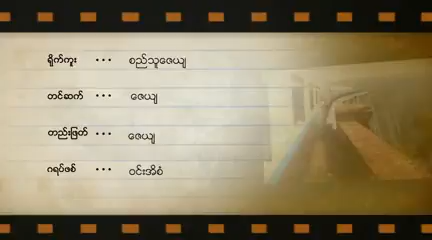 ရိုက်ကူး ... စည်သူဇေယျ
တင်ဆက် ... ဇေယျ
တည်းဖြတ် ... ဇေယျ
ဂရပ်ဖစ် ... ဝင်းအိစံ